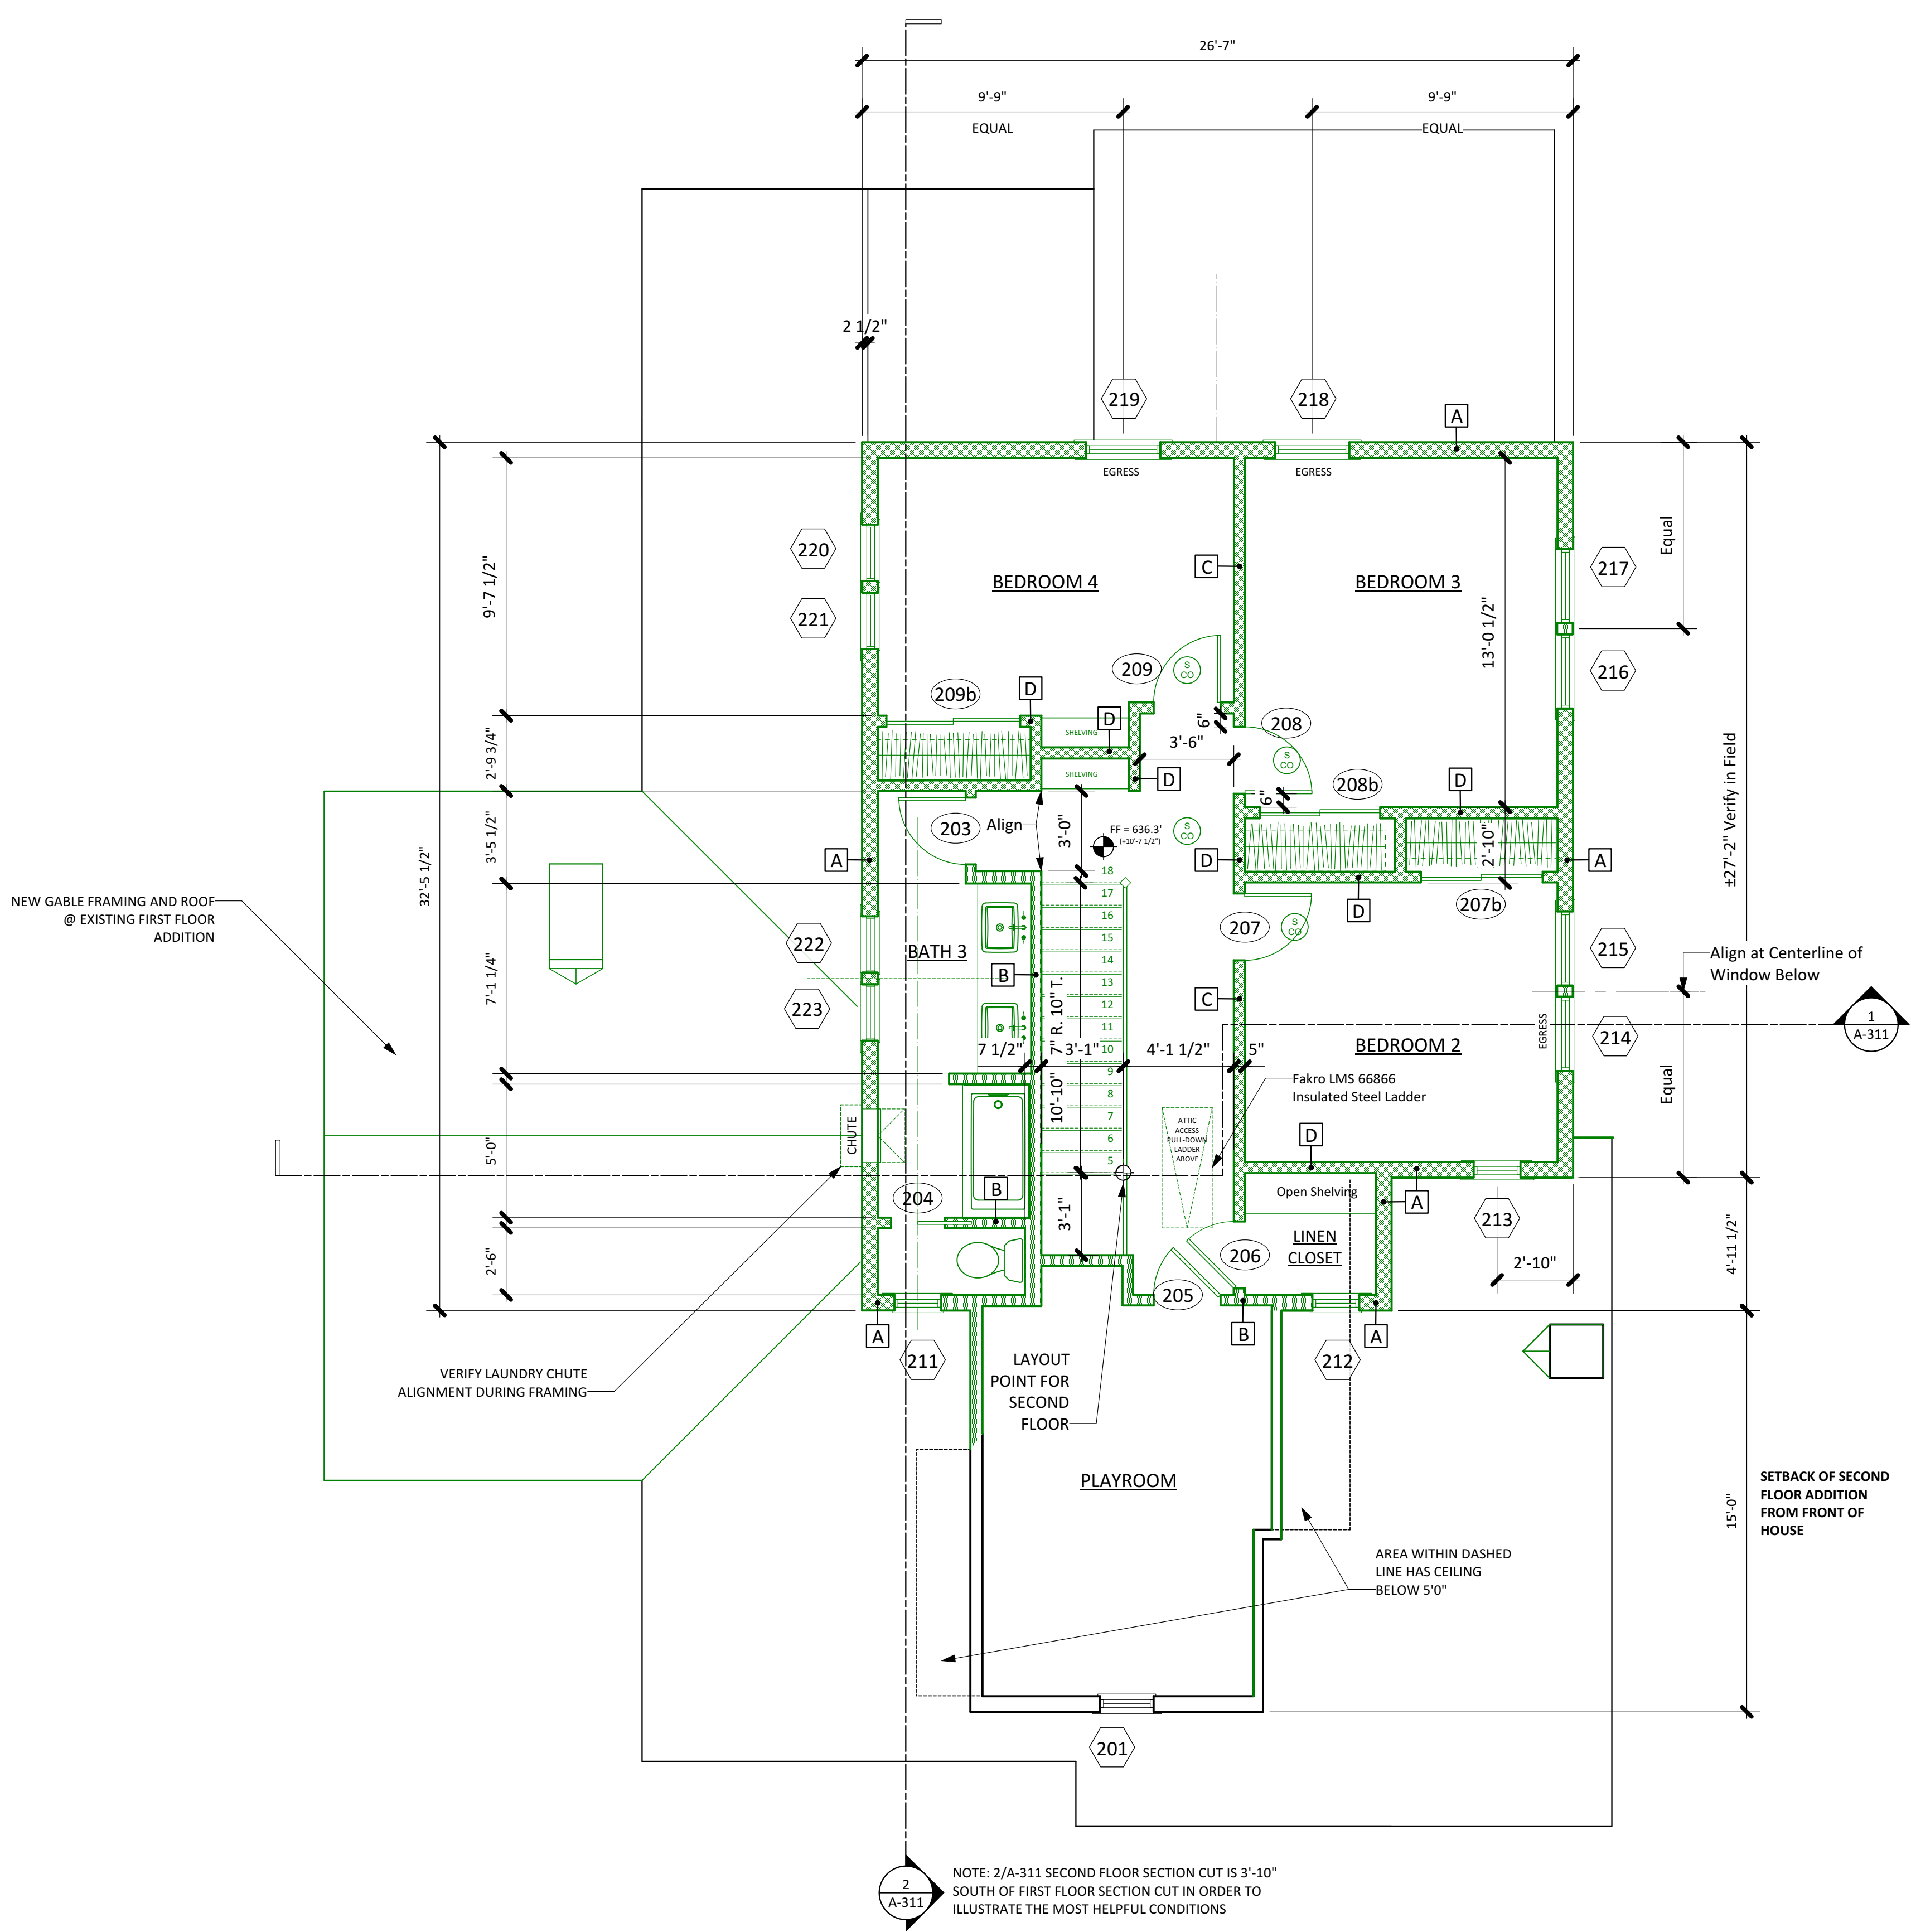 26'-7"
9'-9"
9'-9"
EQUAL
EQUAL
2 1/2"
219
218
A
EGRESS
EGRESS
220
221
9'-7 1/2"
BEDROOM 4
C
BEDROOM 3
217
Equal
216
13'-0 1/2"
±27'-2" Verify in Field
209
S
CO
209b
D
D
SHELVING
6"
208
3'-6"
S
CO
2'-9 3/4"
SHELVING
D
208b
D
6"
203
Align
3'-0"
FF = 636.3'
(+10'-7 1/2")
S
CO
2'-10"
3'-5 1/2"
A
D
A
32'-5 1/2"
18
17
16
15
14
13
12
11
10
9
8
7
6
5
D
207b
NEW GABLE FRAMING AND ROOF
@ EXISTING FIRST FLOOR
ADDITION
222
BATH 3
207
S
CO
215
Align at Centerline of
Window Below
7'-1 1/4"
B
7" R. 10" T.
C
223
EGRESS
214
1
A-311
7 1/2"
3'-1"
4'-1 1/2"
5"
BEDROOM 2
10'-10"
Fakro LMS 66866
Insulated Steel Ladder
Equal
CHUTE
ATTIC
ACCESS
PULL-DOWN
LADDER
ABOVE
D
5'-0"
204
B
Open Shelving
A
3'-1"
213
LINEN
CLOSET
206
4'-11 1/2"
2'-6"
2'-10"
205
A
B
A
211
212
VERIFY LAUNDRY CHUTE
ALIGNMENT DURING FRAMING
LAYOUT
POINT FOR
SECOND
FLOOR
PLAYROOM
15'-0"
SETBACK OF SECOND
FLOOR ADDITION
FROM FRONT OF
HOUSE
AREA WITHIN DASHED
LINE HAS CEILING
BELOW 5'0"
201
2
A-311
NOTE: 2/A-311 SECOND FLOOR SECTION CUT IS 3'-10"
SOUTH OF FIRST FLOOR SECTION CUT IN ORDER TO
ILLUSTRATE THE MOST HELPFUL CONDITIONS